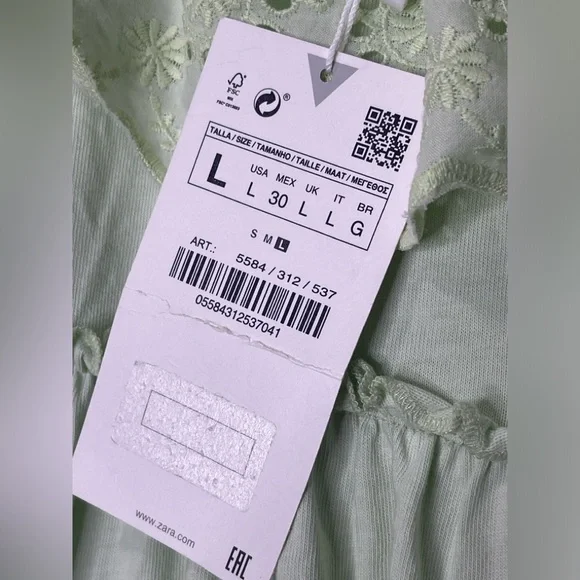 FSC
MIX
®
TALLA / SIZE / TAMANHO / TAILLE / MAAT / ΜΕΓΕΘΟΣ
L
USA MEX UK IT BR
L 30 L L G
S M L
ART.: 5584 / 312 / 537
05584312537041
www.zara.com
EAC